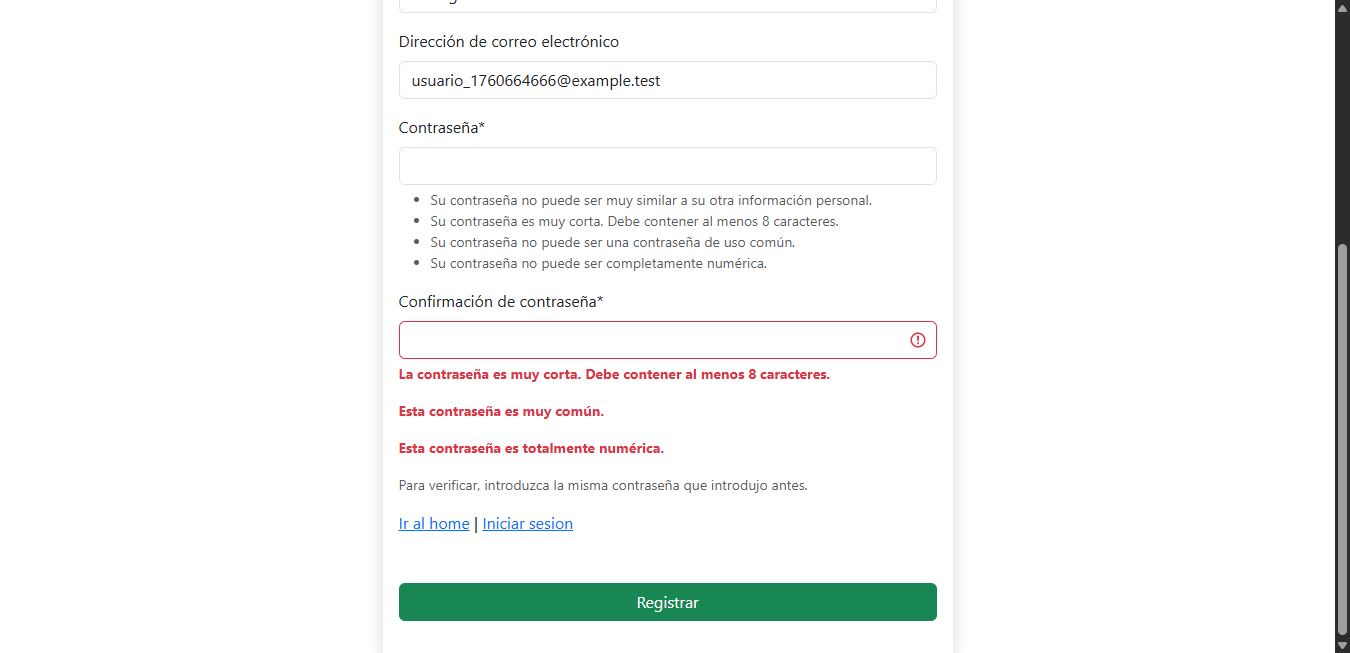 Dirección de correo electrónico
usuario_1760664666@example.test
Contraseña*
Su contraseña no puede ser muy similar a su otra información personal.
Su contraseña es muy corta. Debe contener al menos 8 caracteres.
Su contraseña no puede ser una contraseña de uso común.
Su contraseña no puede ser completamente numérica.
Confirmación de contraseña*
La contraseña es muy corta. Debe contener al menos 8 caracteres.
Esta contraseña es muy común.
Esta contraseña es totalmente numérica.
Para verificar, introduzca la misma contraseña que introdujo antes.
Ir al home | Iniciar sesion
Registrar